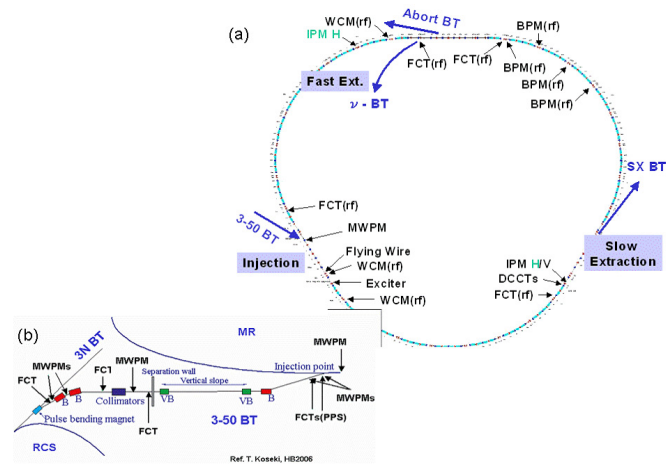 (a)
Abort BT
WCM(rf)
IPM H
BPM(rf)
FCT(rf)
FCT(rf)
BPM(rf)
BPM(rf)
BPM(rf)
Fast Ext.
ν - BT
SX BT
FCT(rf)
3-50 BT
MWPM
Injection
Flying Wire
WCM(rf)
Exciter
WCM(rf)
Slow
Extraction
IPM H/V
DCCTs
FCT(rf)
(b)
3N BT
MR
MWPMs
FCT
FC1
MWPM
Separation wall
Injection point
MWPM
Vertical slope
B
B
Collimators
VB
VB
B
Pulse bending magnet
FCT
3-50 BT
FCTs(PPS)
MWPMs
RCS
Ref. T. Koseki, HB2006